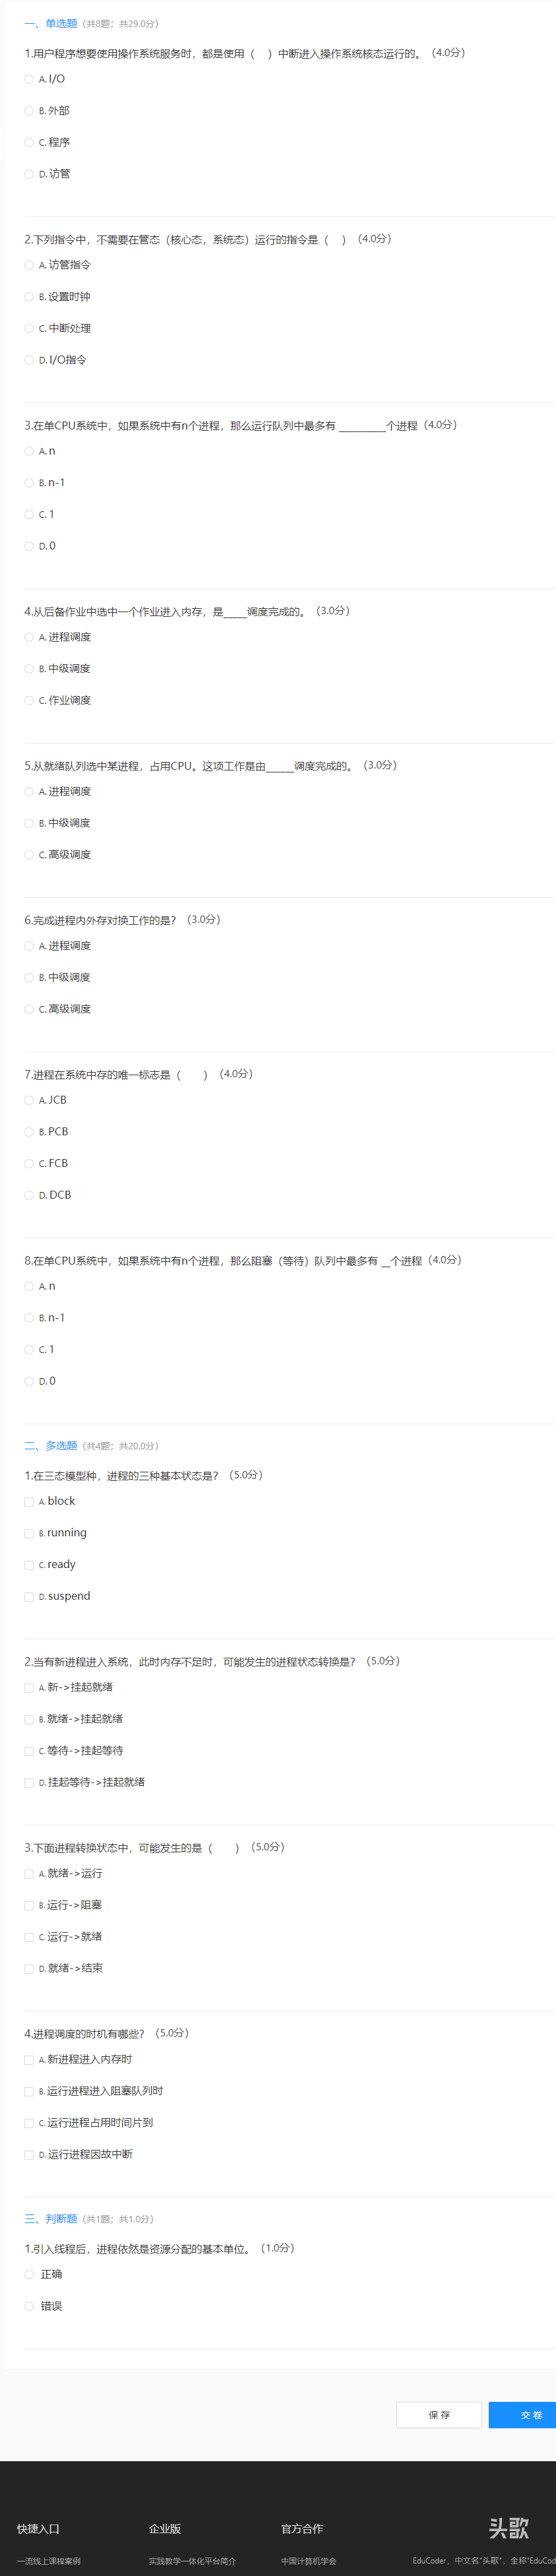 一、单选题（共8题；共29.0分）
1.用户程序想要使用操作系统服务时，都是使用（ ）中断进入操作系统核态运行的。（4.0分）
A. I/O
B. 外部
C. 程序
D. 访管
2.下列指令中，不需要在管态（核心态，系统态）运行的指令是（ ）（4.0分）
A. 访管指令
B. 设置时钟
C. 中断处理
D. I/O指令
3.在单CPU系统中，如果系统中有n个进程，那么运行队列中最多有 __________个进程（4.0分）
A. n
B. n-1
C. 1
D. 0
4.从后备作业中选中一个作业进入内存，是_____调度完成的。（3.0分）
A. 进程调度
B. 中级调度
C. 作业调度
5.从就绪队列选中某进程，占用CPU。这项工作是由______调度完成的。（3.0分）
A. 进程调度
B. 中级调度
C. 高级调度
6.完成进程内外存对换工作的是？（3.0分）
A. 进程调度
B. 中级调度
C. 高级调度
7.进程在系统中存的唯一标志是（ ）（4.0分）
A. JCB
B. PCB
C. FCB
D. DCB
8.在单CPU系统中，如果系统中有n个进程，那么阻塞（等待）队列中最多有 __个进程（4.0分）
A. n
B. n-1
C. 1
D. 0
二、多选题（共4题；共20.0分）
1.在三态模型种，进程的三种基本状态是？（5.0分）
A. block
B. running
C. ready
D. suspend
2.当有新进程进入系统，此时内存不足时，可能发生的进程状态转换是？（5.0分）
A. 新->挂起就绪
B. 就绪->挂起就绪
C. 等待->挂起等待
D. 挂起等待->挂起就绪
3.下面进程转换状态中，可能发生的是（ ）（5.0分）
A. 就绪->运行
B. 运行->阻塞
C. 运行->就绪
D. 就绪->结束
4.进程调度的时机有哪些？（5.0分）
A. 新进程进入内存时
B. 运行进程进入阻塞队列时
C. 运行进程占用时间片到
D. 运行进程因故中断
三、判断题（共1题；共1.0分）
1.引入线程后，进程依然是资源分配的基本单位。（1.0分）
正确
错误
保 存 交 卷
快捷入口 企业版 官方合作 头歌
一流线上课程案例 实践教学一体化平台简介 中国计算机学会 EduCoder，中文名“头歌”，全称“EduCod